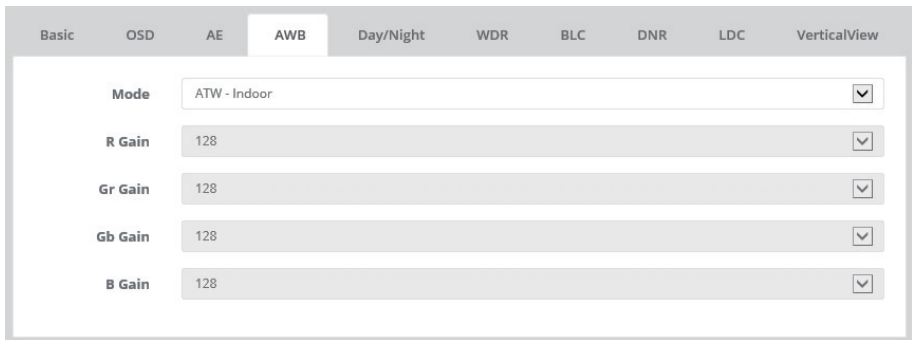 Basic OSD AE AWB Day/Night WDR BLC DNR LDC VerticalView
Mode ATW - Indoor
R Gain 128
Gr Gain 128
Gb Gain 128
B Gain 128